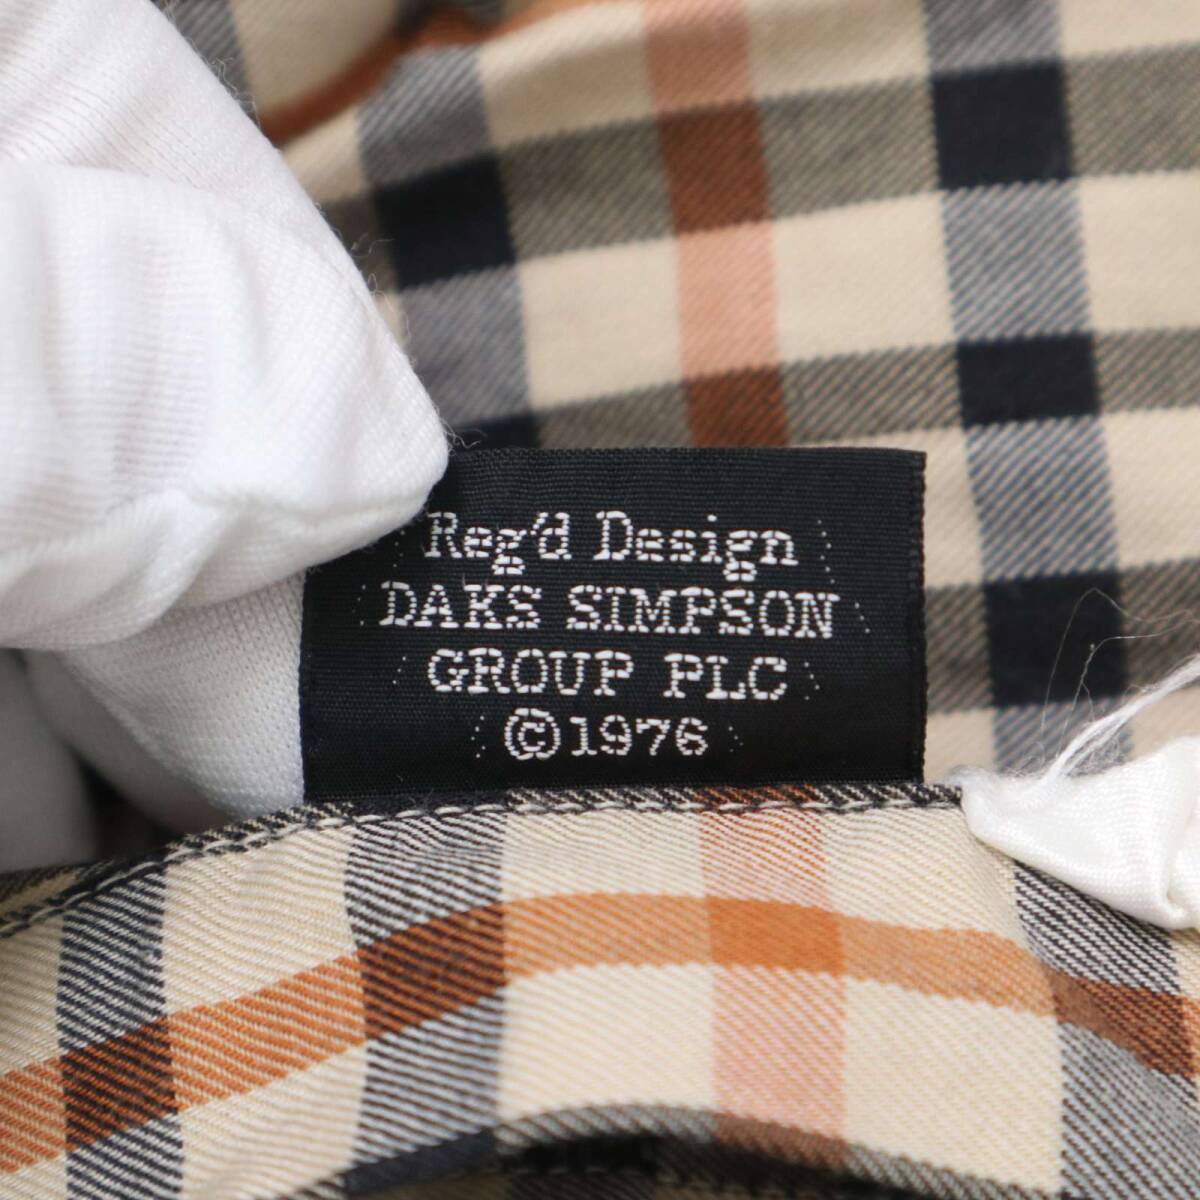 Reg'd Design
DAKS SIMPSON
GROUP PLC
©1976